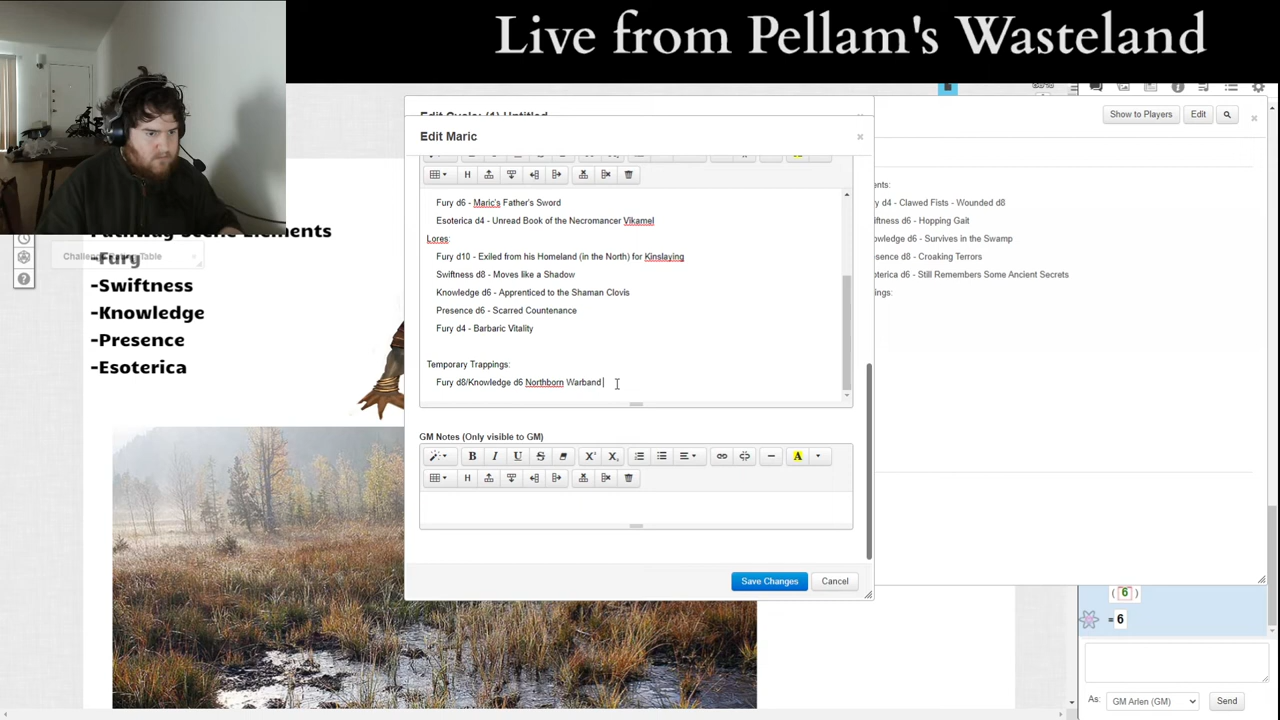 Live from Pellam's Wasteland
Edit Maric
Show to Players
Edit
Fury d6 - Maric's Father's Sword
Esoterica d4 - Unread Book of the Necromancer Vikamel
Lores:
Fury d10 - Exiled from his Homeland (in the North) for Kinslaying
Swiftness d8 - Moves like a Shadow
Knowledge d6 - Apprenticed to the Shaman Clovis
Presence d6 - Scarred Countenance
Fury d4 - Barbaric Vitality
Temporary Trappings:
Fury d8/Knowledge d6 Northborn Warband
GM Notes (Only visible to GM)
Save Changes
Cancel
Scene Elements
-Fury
-Swiftness
-Knowledge
-Presence
-Esoterica
d4 - Clawed Fists - Wounded d8
d6 - Hopping Gait
d6 - Survives in the Swamp
d8 - Croaking Terrors
d6 - Still Remembers Some Ancient Secrets
(6)
= 6
As:
GM Arlen (GM)
Send